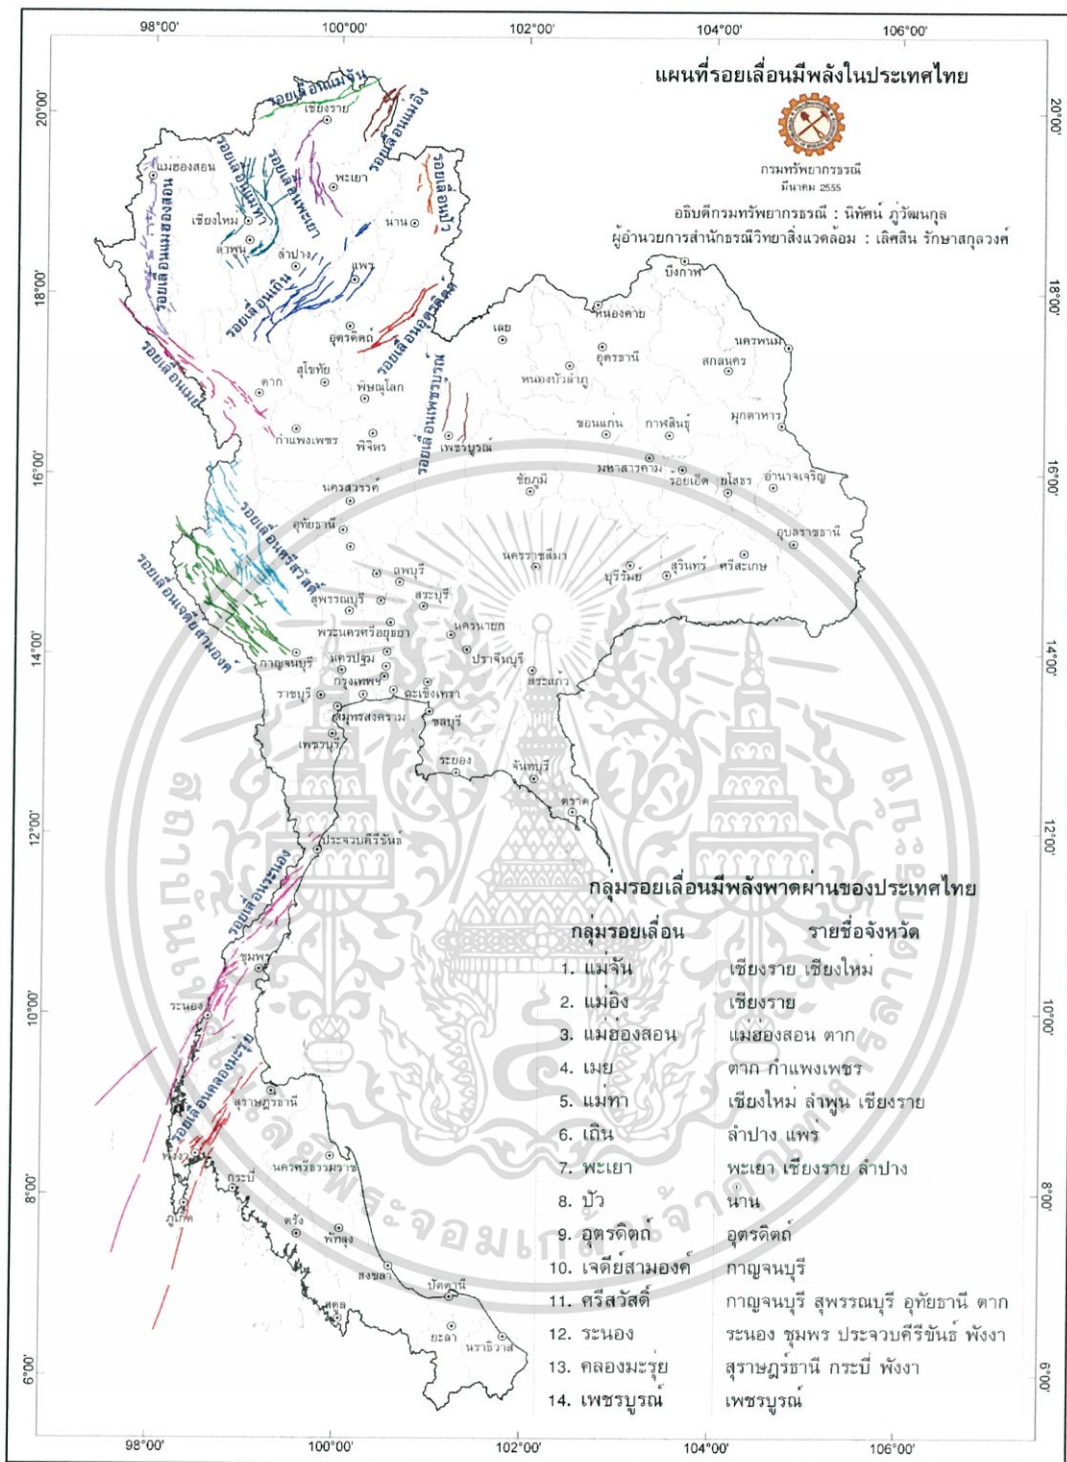 98°00' 100°00' 102°00' 104°00' 106°00'
แผนที่รอยเลื่อนมีพลังในประเทศไทย
กรมทรัพยากรธรณี
มีนาคม 2555
อธิบดีกรมทรัพยากรธรณี : นิทัศน์ ภู่วัฒนกุล
ผู้อำนวยการสำนักธรณีวิทยาสิ่งแวดล้อม : เลิศสิน รักษาสกุลวงศ์
20°00' 20°00'
18°00' 18°00'
16°00' 16°00'
14°00' 14°00'
12°00' 12°00'
10°00' 10°00'
8°00' 8°00'
6°00' 6°00'
รอยเลื่อนแม่จัน
เชียงราย
รอยเลื่อนแม่อิง
แม่ฮองสอน
รอยเลื่อนแม่ทา
รอยเลื่อนพะเยา
พะเยา
รอยเลื่อนปัว
รอยเลื่อนแม่ฮองสอน
เชียงใหม่
น่าน
ลำพูน
ลำปาง
แพร่
บึงกาฬ
รอยเลื่อนเถิน
รอยเลื่อนอุตรดิตถ์
หนองคาย
อุตรดิตถ์
เลย
อุดรธานี
นครพนม
สกลนคร
รอยเลื่อนเมย
สุโขทัย
หนองบัวลำภู
ตาก
พิษณุโลก
รอยเลื่อนเพชรบูรณ์
มุกดาหาร
กำแพงเพชร
พิจิตร
เพชรบูรณ์
ขอนแก่น
กาฬสินธุ์
มหาสารคาม
ร้อยเอ็ด
ยโสธร
อำนาจเจริญ
นครสวรรค์
ชัยภูมิ
รอยเลื่อนศรีสวัสดิ์
อุทัยธานี
อุบลราชธานี
รอยเลื่อนเจดีย์สามองค์
ลพบุรี
นครราชสีมา
บุรีรัมย์
สุรินทร์
ศรีสะเกษ
สุพรรณบุรี
สระบุรี
พระนครศรีอยุธยา
นครนายก
กาญจนบุรี
นครปฐม
ปราจีนบุรี
กรุงเทพฯ
สระแก้ว
ราชบุรี
ฉะเชิงเทรา
สมุทรสงคราม
ชลบุรี
เพชรบุรี
ระยอง
จันทบุรี
ตราด
ประจวบคีรีขันธ์
รอยเลื่อนระนอง
ชุมพร
ระนอง
รอยเลื่อนคลองมะรุ่ย
สุราษฎร์ธานี
พังงา
นครศรีธรรมราช
กระบี่
ภูเก็ต
ตรัง
พัทลุง
สงขลา
ปัตตานี
สตูล
ยะลา
นราธิวาส
กลุ่มรอยเลื่อนมีพลังพาดผ่านของประเทศไทย
กลุ่มรอยเลื่อน รายชื่อจังหวัด
1. แม่จัน เชียงราย เชียงใหม่
2. แม่อิง เชียงราย
3. แม่ฮ่องสอน แม่ฮ่องสอน ตาก
4. เมย ตาก กำแพงเพชร
5. แม่ทา เชียงใหม่ ลำพูน เชียงราย
6. เถิน ลำปาง แพร่
7. พะเยา พะเยา เชียงราย ลำปาง
8. ปัว น่าน
9. อุตรดิตถ์ อุตรดิตถ์
10. เจดีย์สามองค์ กาญจนบุรี
11. ศรีสวัสดิ์ กาญจนบุรี สุพรรณบุรี อุทัยธานี ตาก
12. ระนอง ระนอง ชุมพร ประจวบคีรีขันธ์ พังงา
13. คลองมะรุ่ย สุราษฎร์ธานี กระบี่ พังงา
14. เพชรบูรณ์ เพชรบูรณ์
98°00' 100°00' 102°00' 104°00' 106°00'